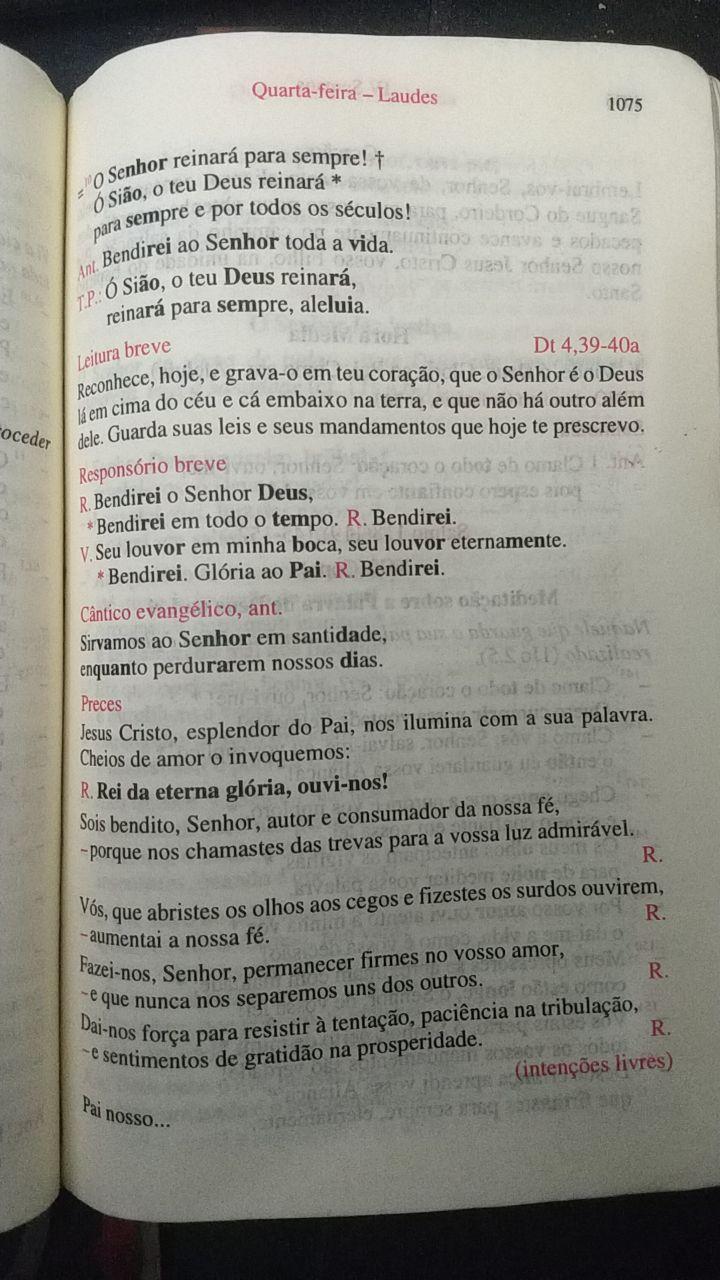 Quarta-feira – Laudes 1075
=¹⁰O Senhor reinará para sempre! †
Ó Sião, o teu Deus reinará *
para sempre e por todos os séculos!
Ant. Bendirei ao Senhor toda a vida.
T.P.: Ó Sião, o teu Deus reinará,
reinará para sempre, aleluia.
Leitura breve Dt 4,39-40a
Reconhece, hoje, e grava-o em teu coração, que o Senhor é o Deus
lá em cima do céu e cá embaixo na terra, e que não há outro além
dele. Guarda suas leis e seus mandamentos que hoje te prescrevo.
Responsório breve
R. Bendirei o Senhor Deus,
* Bendirei em todo o tempo. R. Bendirei.
V. Seu louvor em minha boca, seu louvor eternamente.
* Bendirei. Glória ao Pai. R. Bendirei.
Cântico evangélico, ant.
Sirvamos ao Senhor em santidade,
enquanto perdurarem nossos dias.
Preces
Jesus Cristo, esplendor do Pai, nos ilumina com a sua palavra.
Cheios de amor o invoquemos:
R. Rei da eterna glória, ouvi-nos!
Sois bendito, Senhor, autor e consumador da nossa fé,
–porque nos chamastes das trevas para a vossa luz admirável.
R.
Vós, que abristes os olhos aos cegos e fizestes os surdos ouvirem,
–aumentai a nossa fé. R.
Fazei-nos, Senhor, permanecer firmes no vosso amor,
–e que nunca nos separemos uns dos outros. R.
Dai-nos força para resistir à tentação, paciência na tribulação,
–e sentimentos de gratidão na prosperidade. R.
(intenções livres)
Pai nosso...